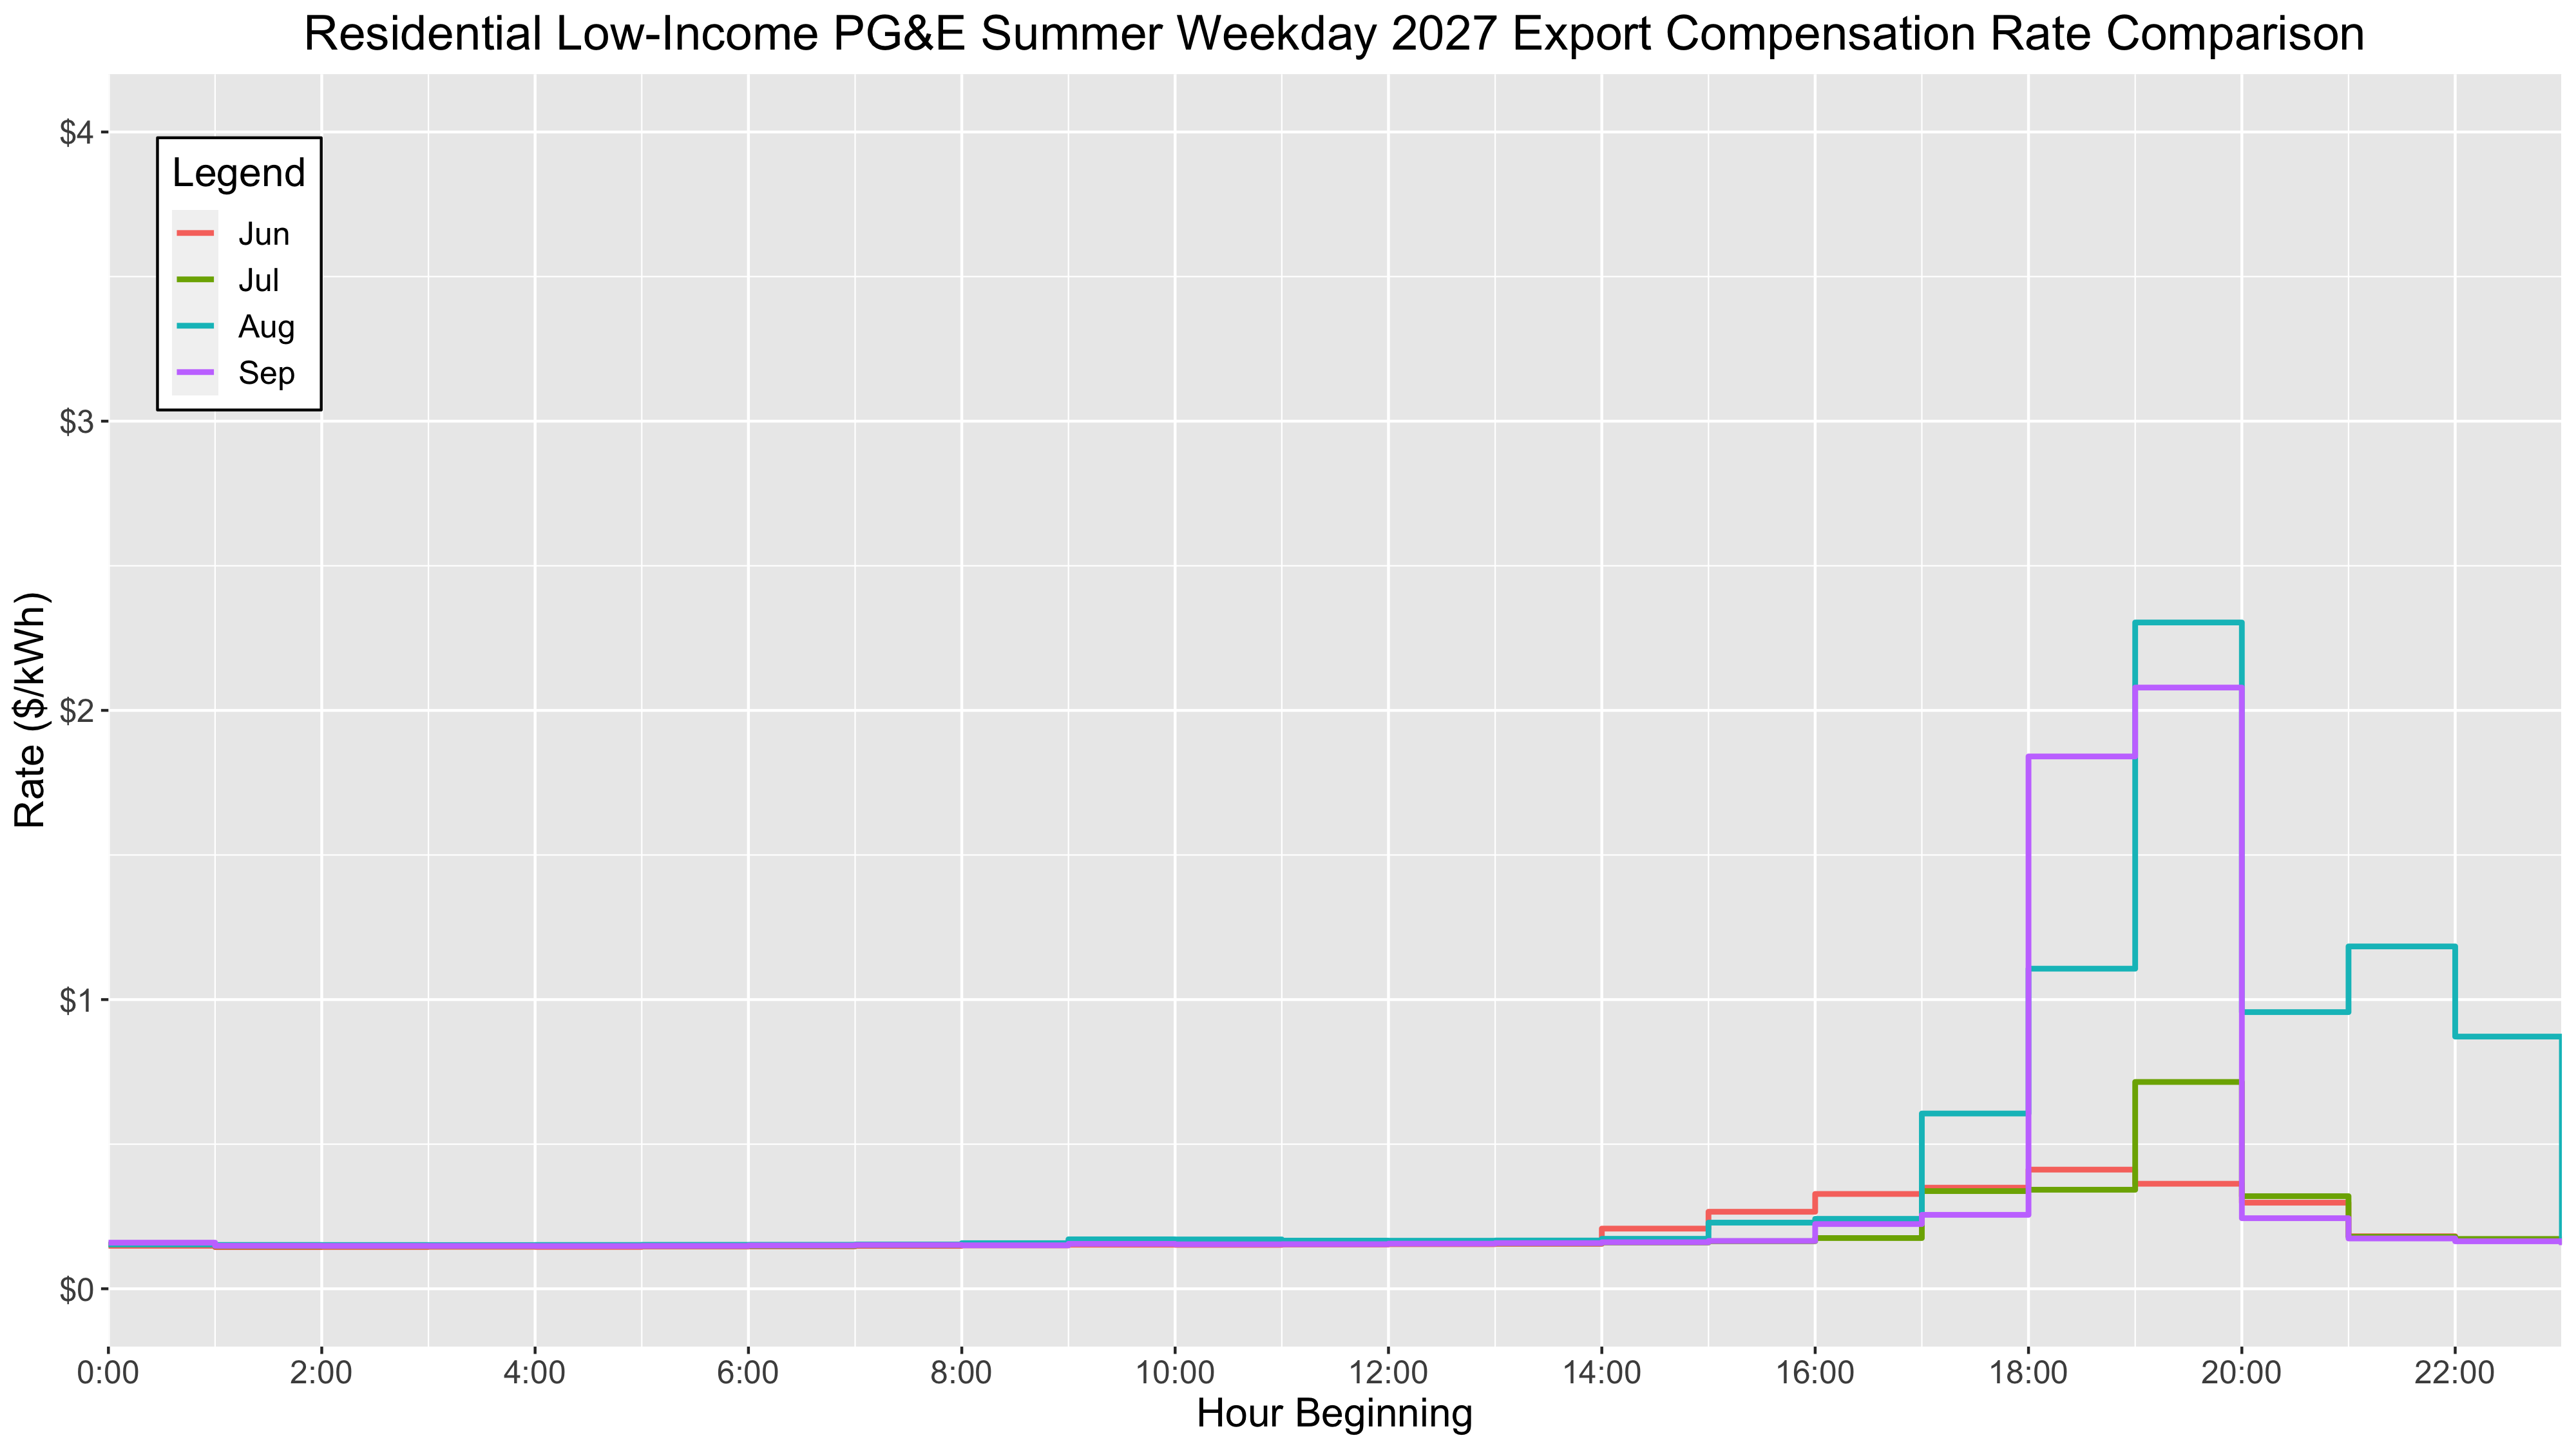 Residential Low-Income PG&E Summer Weekday 2027 Export Compensation Rate Comparison
$4
Legend
Jun
Jul
Aug
Sep
$3
Rate ($/kWh)
$2
$1
$0
0:00 2:00 4:00 6:00 8:00 10:00 12:00 14:00 16:00 18:00 20:00 22:00
Hour Beginning